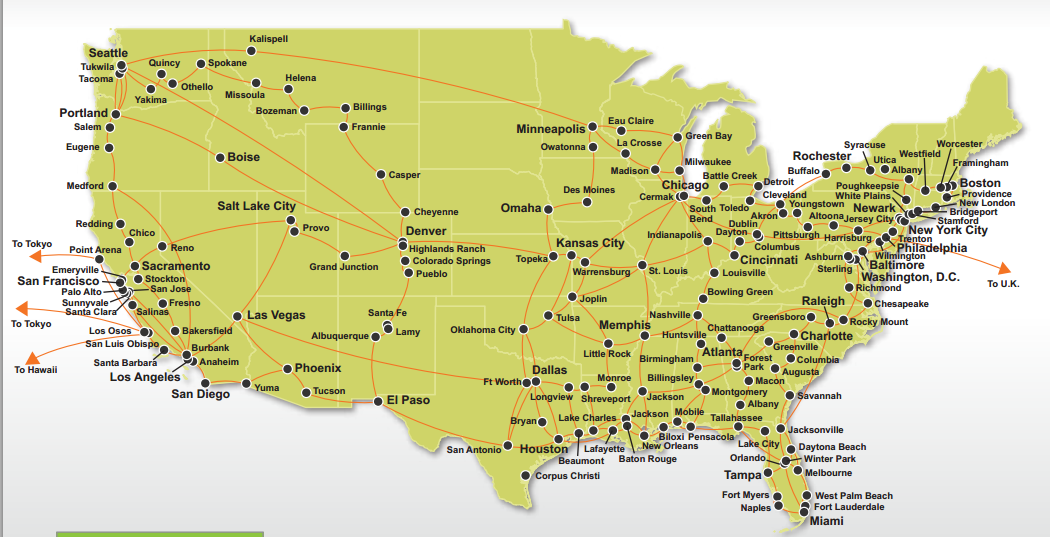 Kalispell
Seattle
Tukwila
Tacoma
Quincy
Spokane
Yakima
Othello
Missoula
Helena
Bozeman
Billings
Frannie
Portland
Salem
Eugene
Medford
Boise
Casper
Minneapolis
Eau Claire
Green Bay
Owatonna
La Crosse
Madison
Milwaukee
Chicago
Cermak
South
Bend
Battle Creek
Detroit
Toledo
Cleveland
Akron
Youngstown
Rochester
Buffalo
Syracuse
Utica
Albany
Westfield
Worcester
Framingham
Boston
Providence
New London
Bridgeport
Stamford
Poughkeepsie
White Plains
Newark
Jersey City
New York City
Trenton
Philadelphia
Wilmington
Baltimore
Washington, D.C.
Ashburn
Sterling
Richmond
Altoona
Pittsburgh
Harrisburg
Dublin
Dayton
Columbus
Indianapolis
Cincinnati
Louisville
Bowling Green
To U.K.
Des Moines
Omaha
Kansas City
Topeka
Warrensburg
St. Louis
Joplin
Salt Lake City
Provo
Cheyenne
Denver
Highlands Ranch
Colorado Springs
Pueblo
Grand Junction
Redding
Chico
Reno
To Tokyo
Point Arena
Emeryville
San Francisco
Palo Alto
Sunnyvale
Santa Clara
Sacramento
Stockton
San Jose
Fresno
Salinas
To Tokyo
Los Osos
San Luis Obispo
Bakersfield
Burbank
Santa Barbara
Anaheim
Los Angeles
To Hawaii
San Diego
Las Vegas
Phoenix
Yuma
Tucson
Santa Fe
Lamy
Albuquerque
El Paso
Oklahoma City
Tulsa
Memphis
Little Rock
Nashville
Huntsville
Chattanooga
Birmingham
Atlanta
Forest
Park
Billingsley
Montgomery
Macon
Albany
Greensboro
Raleigh
Rocky Mount
Chesapeake
Charlotte
Greenville
Columbia
Augusta
Savannah
Dallas
Ft Worth
Longview
Shreveport
Monroe
Jackson
Bryan
Lake Charles
Jackson
Mobile
Tallahassee
San Antonio
Houston
Beaumont
Lafayette
Baton Rouge
New Orleans
Biloxi
Pensacola
Corpus Christi
Lake City
Jacksonville
Daytona Beach
Orlando
Winter Park
Melbourne
Tampa
Fort Myers
Naples
West Palm Beach
Fort Lauderdale
Miami